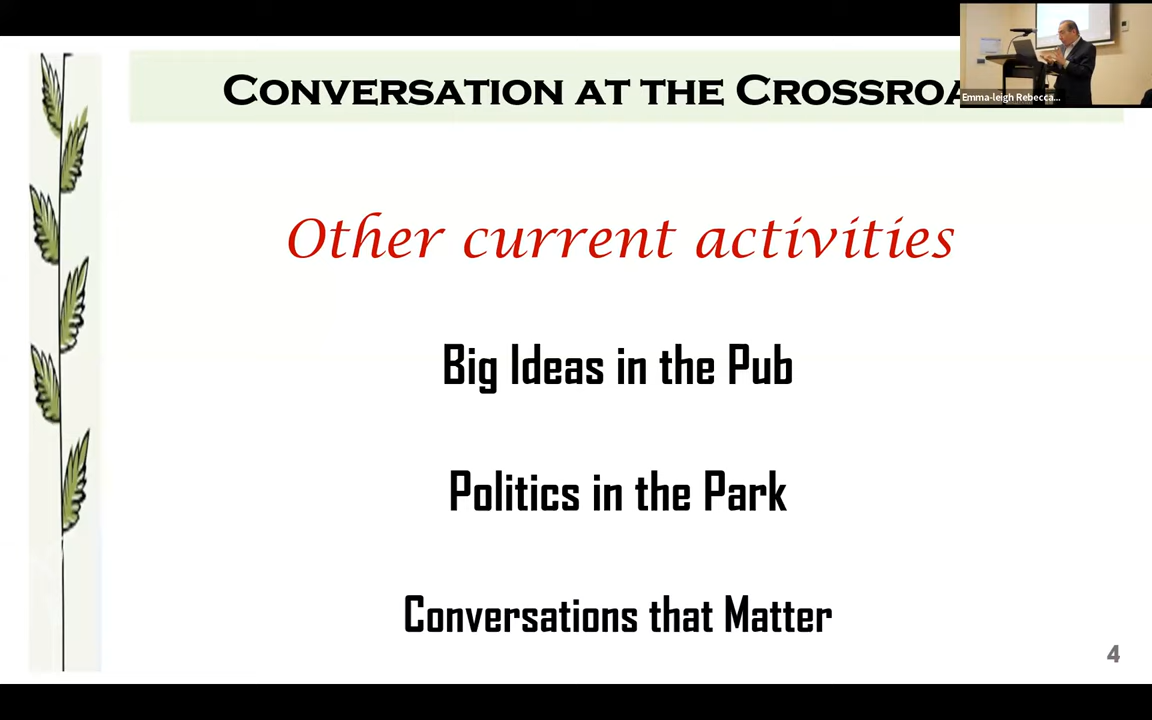 CONVERSATION AT THE CROSSROA
Emma-leigh Rebecca...
Other current activities
Big Ideas in the Pub
Politics in the Park
Conversations that Matter
4